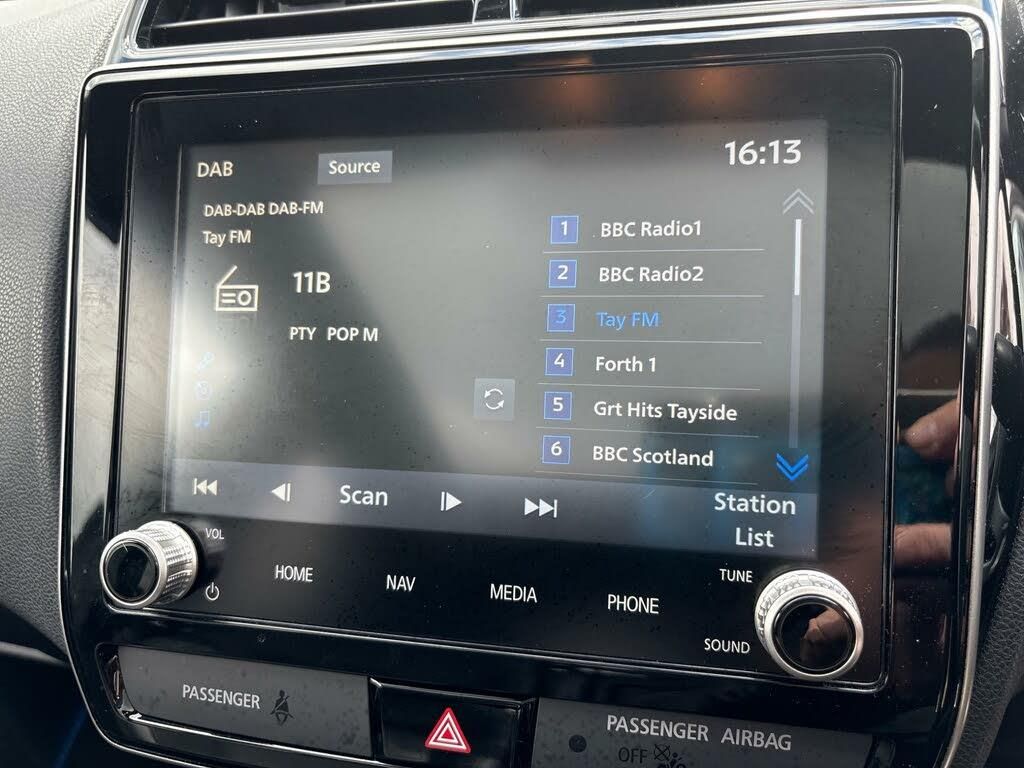 DAB
Source
16:13
DAB-DAB DAB-FM
Tay FM
11B
PTY POP M
1 BBC Radio1
2 BBC Radio2
3 Tay FM
4 Forth 1
5 Grt Hits Tayside
6 BBC Scotland
Scan
Station
List
VOL
HOME
NAV
MEDIA
PHONE
TUNE
SOUND
PASSENGER
PASSENGER AIRBAG
OFF